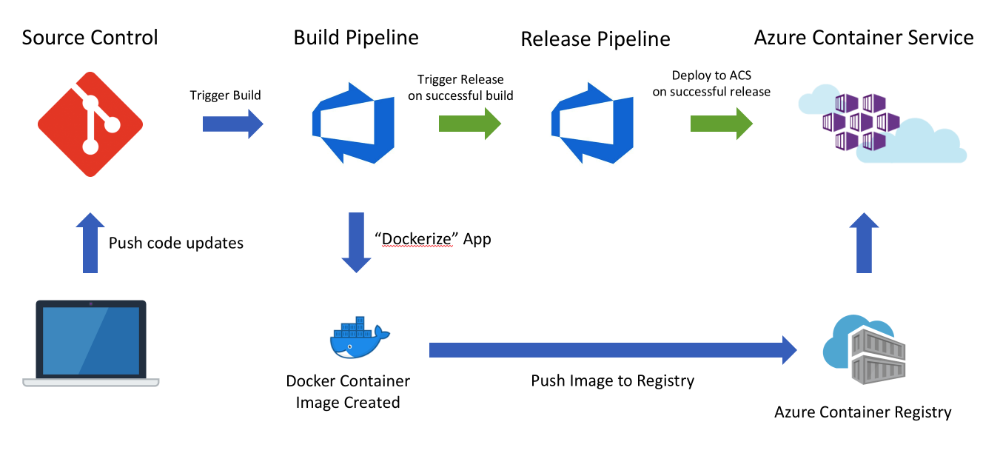 Source Control
Build Pipeline
Release Pipeline
Azure Container Service
Trigger Build
Trigger Release
on successful build
Deploy to ACS
on successful release
Push code updates
“Dockerize” App
Docker Container
Image Created
Push Image to Registry
Azure Container Registry